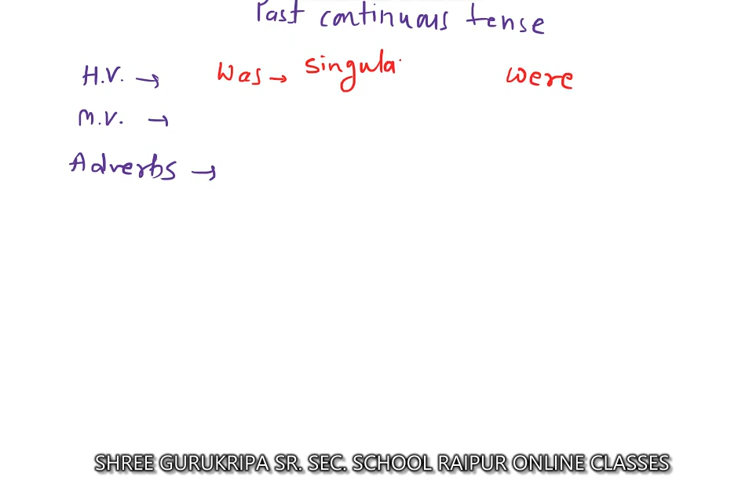 Past continuous tense
H.V. → Was → Singula were
M.V. →
Adverbs →
SHREE GURUKRIPA SR. SEC. SCHOOL RAIPUR ONLINE CLASSES